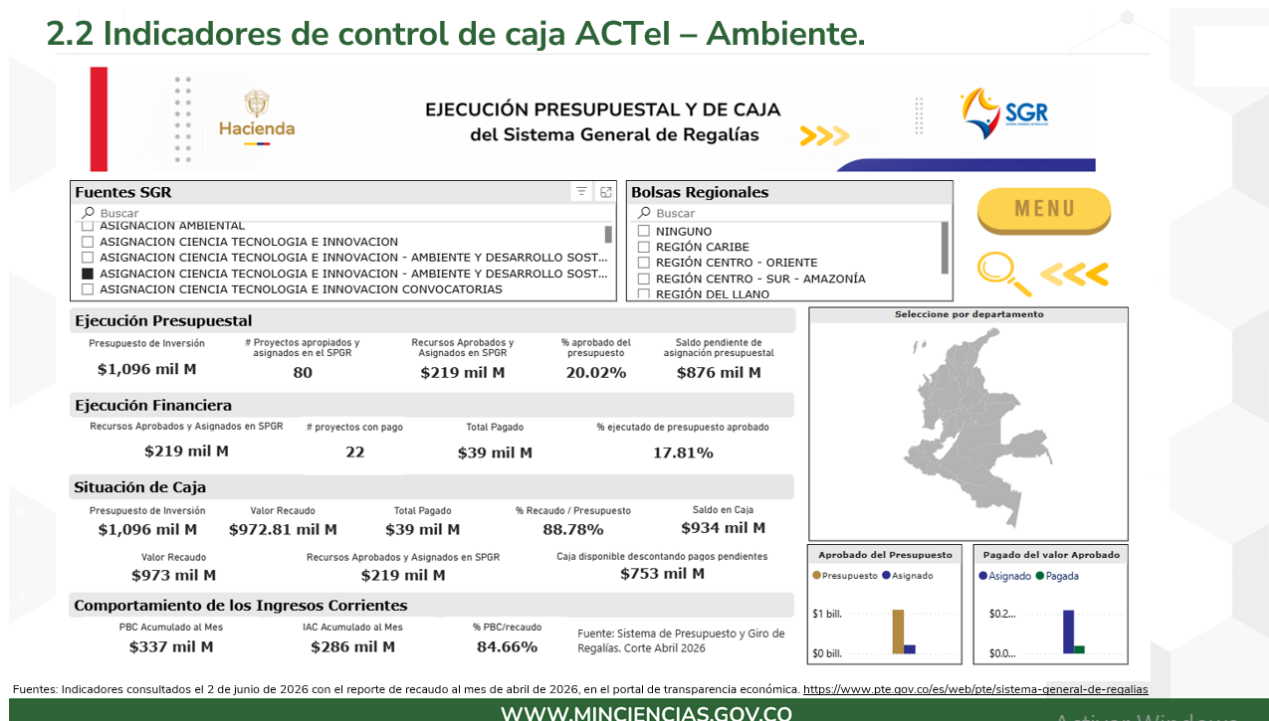 2.2 Indicadores de control de caja ACTeI – Ambiente.
Hacienda
EJECUCIÓN PRESUPUESTAL Y DE CAJA
del Sistema General de Regalías
SGR
Fuentes SGR
Buscar
ASIGNACION AMBIENTAL
ASIGNACION CIENCIA TECNOLOGIA E INNOVACION
ASIGNACION CIENCIA TECNOLOGIA E INNOVACION - AMBIENTE Y DESARROLLO SOST...
ASIGNACION CIENCIA TECNOLOGIA E INNOVACION - AMBIENTE Y DESARROLLO SOST...
ASIGNACION CIENCIA TECNOLOGIA E INNOVACION CONVOCATORIAS
Bolsas Regionales
Buscar
NINGUNO
REGIÓN CARIBE
REGIÓN CENTRO - ORIENTE
REGIÓN CENTRO - SUR - AMAZONÍA
REGIÓN DEL LLANO
MENU
Ejecución Presupuestal
Presupuesto de Inversión
$1,096 mil M
# Proyectos apropiados y
asignados en el SPGR
80
Recursos Aprobados y
Asignados en SPGR
$219 mil M
% aprobado del
presupuesto
20.02%
Saldo pendiente de
asignación presupuestal
$876 mil M
Ejecución Financiera
Recursos Aprobados y Asignados en SPGR
$219 mil M
# proyectos con pago
22
Total Pagado
$39 mil M
% ejecutado de presupuesto aprobado
17.81%
Situación de Caja
Presupuesto de Inversión
$1,096 mil M
Valor Recaudo
$972.81 mil M
Total Pagado
$39 mil M
% Recaudo / Presupuesto
88.78%
Saldo en Caja
$934 mil M
Valor Recaudo
$973 mil M
Recursos Aprobados y Asignados en SPGR
$219 mil M
Caja disponible descontando pagos pendientes
$753 mil M
Comportamiento de los Ingresos Corrientes
PBC Acumulado al Mes
$337 mil M
IAC Acumulado al Mes
$286 mil M
% PBC/recaudo
84.66%
Fuente: Sistema de Presupuesto y Giro de
Regalías. Corte Abril 2026
Seleccione por departamento
Aprobado del Presupuesto
Presupuesto Asignado
$1 bill.
$0 bill.
Pagado del valor Aprobado
Asignado Pagada
$0.2...
$0.0...
Fuentes: Indicadores consultados el 2 de junio de 2026 con el reporte de recaudo al mes de abril de 2026, en el portal de transparencia económica. https://www.pte.gov.co/es/web/pte/sistema-general-de-regalias
WWW.MINCIENCIAS.GOV.CO
Activar Windows